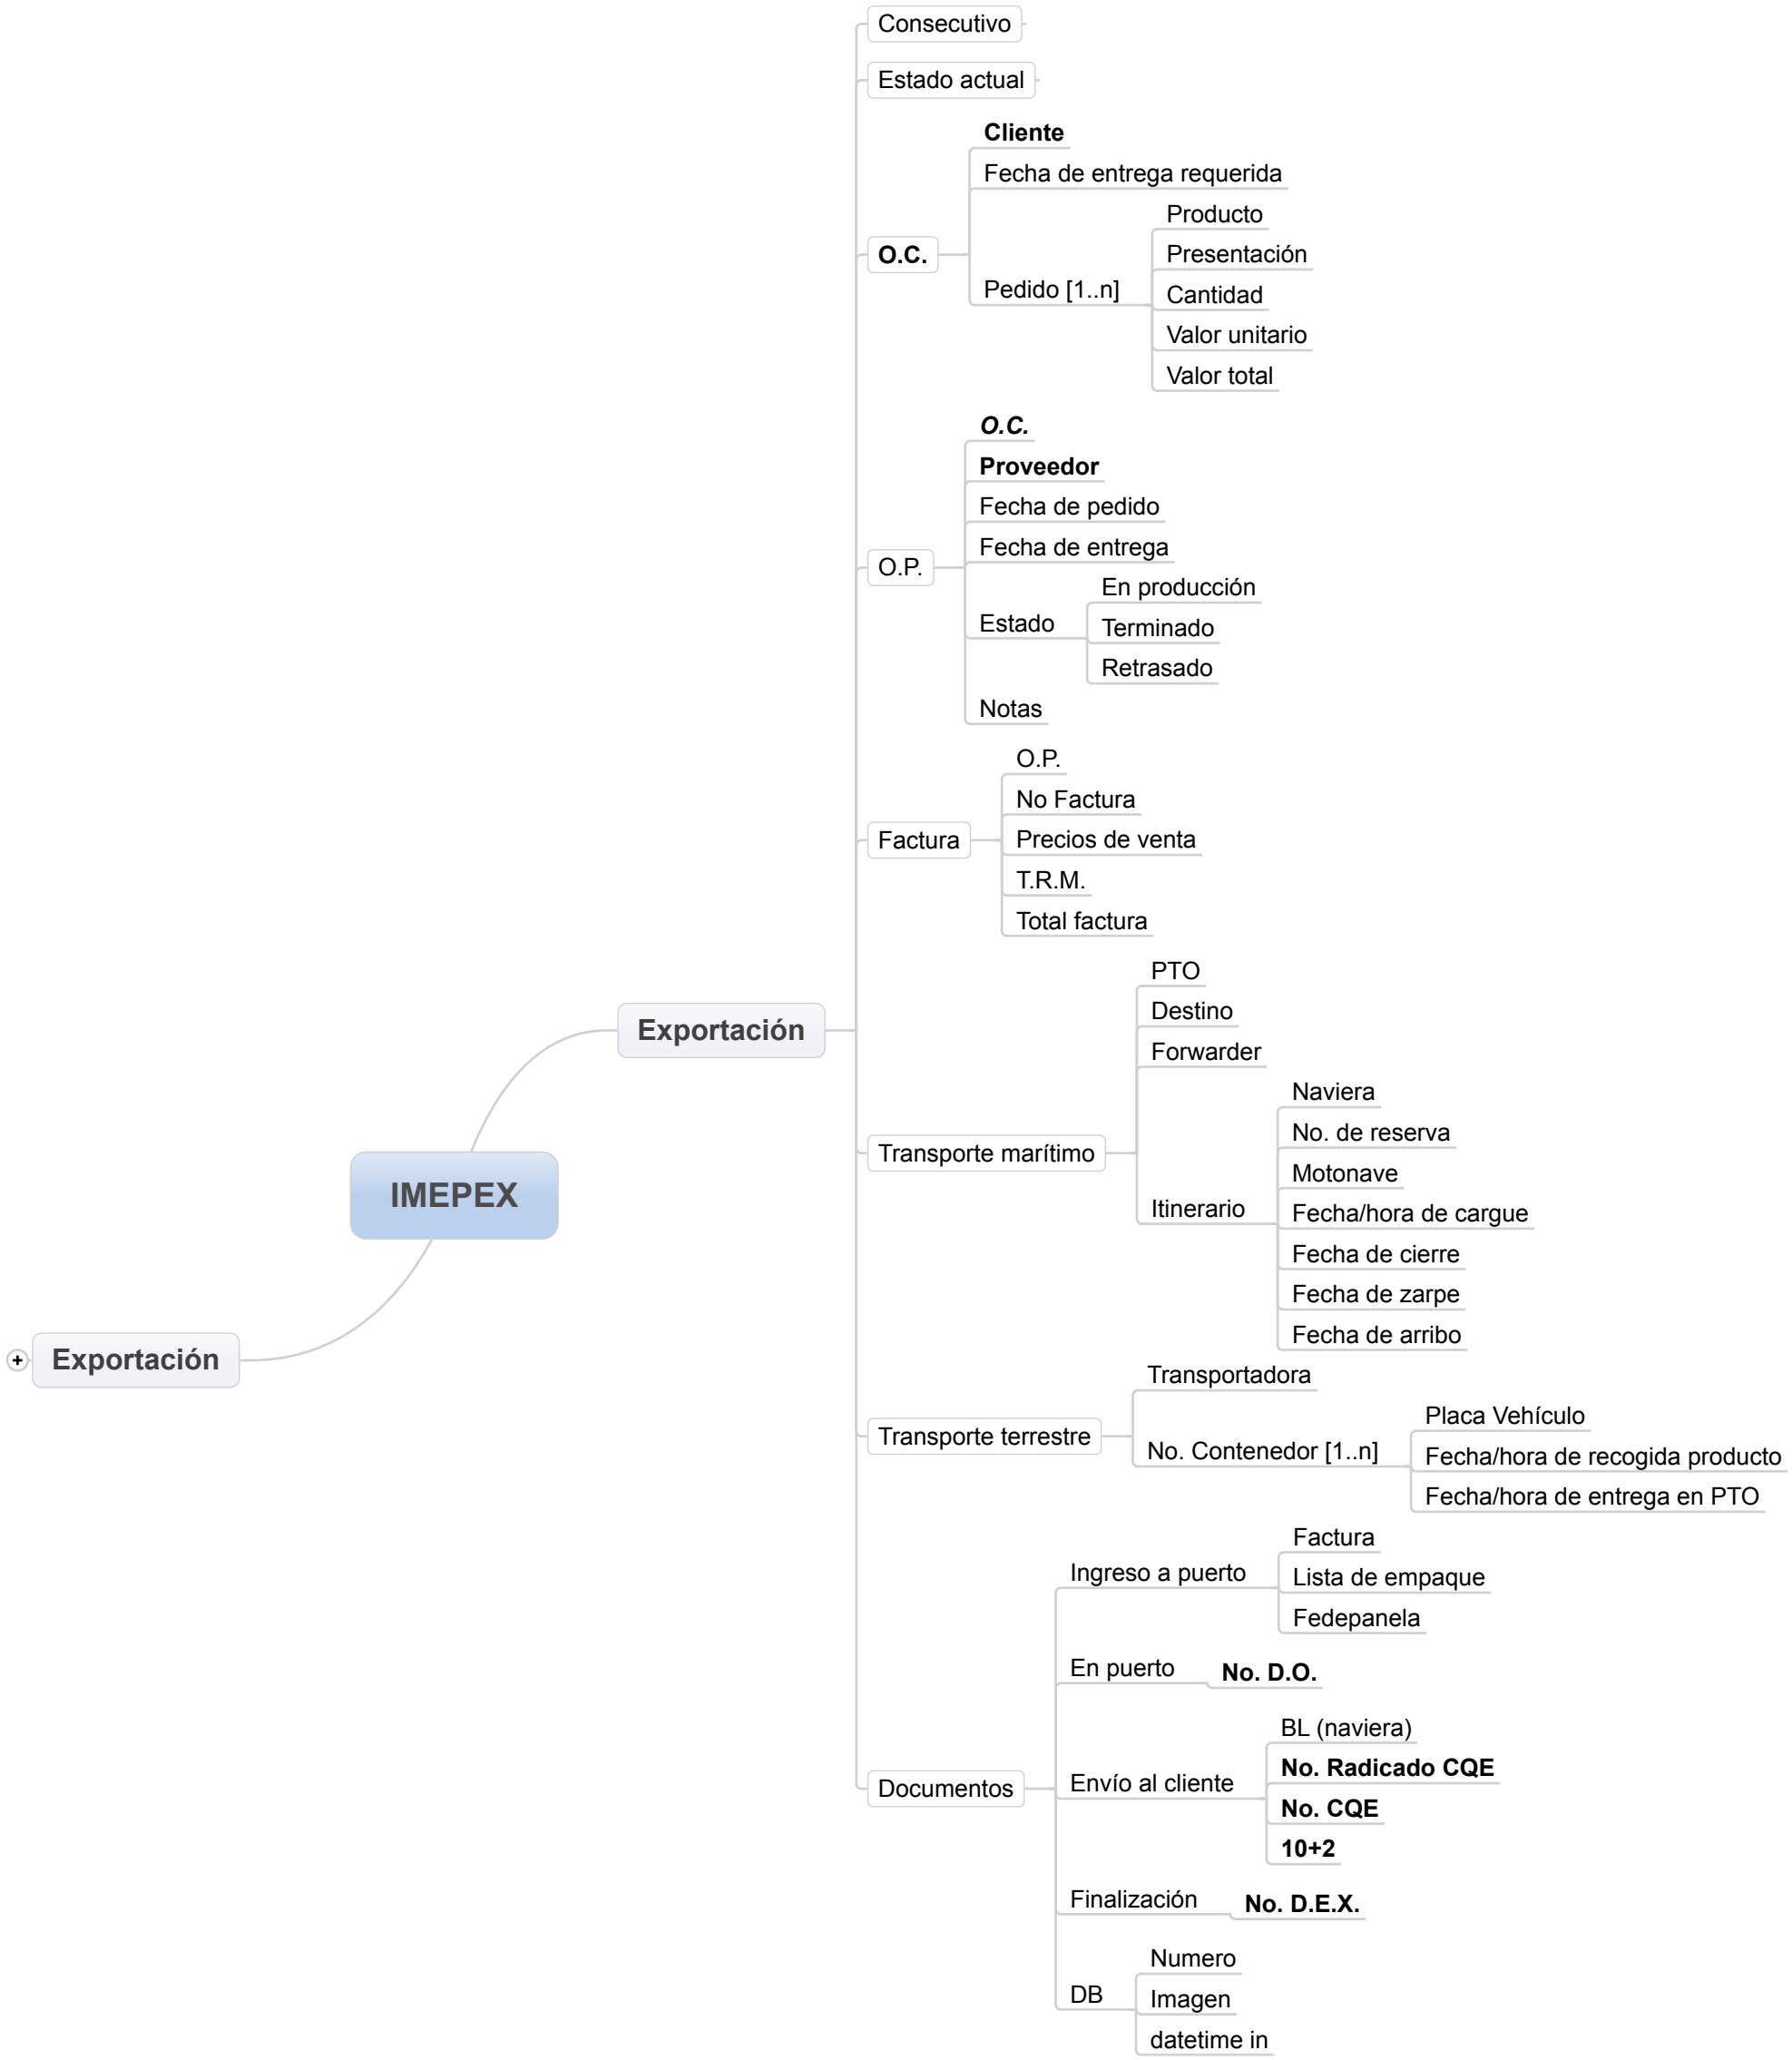 Consecutivo
Estado actual
O.C.
Cliente
Fecha de entrega requerida
Pedido [1..n]
Producto
Presentación
Cantidad
Valor unitario
Valor total
O.P.
O.C.
Proveedor
Fecha de pedido
Fecha de entrega
Estado
En producción
Terminado
Retrasado
Notas
Factura
O.P.
No Factura
Precios de venta
T.R.M.
Total factura
Exportación
IMEPEX
Exportación
Transporte marítimo
PTO
Destino
Forwarder
Itinerario
Naviera
No. de reserva
Motonave
Fecha/hora de cargue
Fecha de cierre
Fecha de zarpe
Fecha de arribo
Transporte terrestre
Transportadora
No. Contenedor [1..n]
Placa Vehículo
Fecha/hora de recogida producto
Fecha/hora de entrega en PTO
Documentos
Ingreso a puerto
Factura
Lista de empaque
Fedepanela
En puerto
No. D.O.
Envío al cliente
BL (naviera)
No. Radicado CQE
No. CQE
10+2
Finalización
No. D.E.X.
DB
Numero
Imagen
datetime in